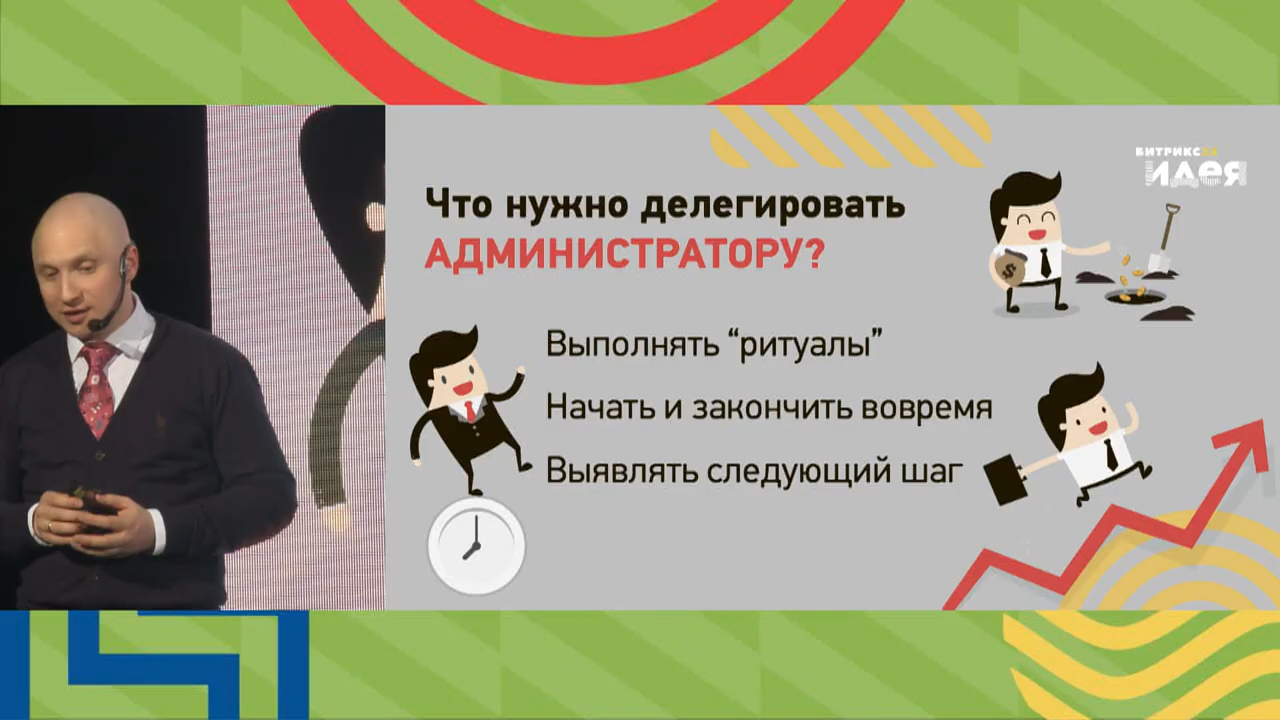 БИТРИКС24
ИДЕЯ
Что нужно делегировать
АДМИНИСТРАТОРУ?
$
Выполнять “ритуалы”
Начать и закончить вовремя
Выявлять следующий шаг